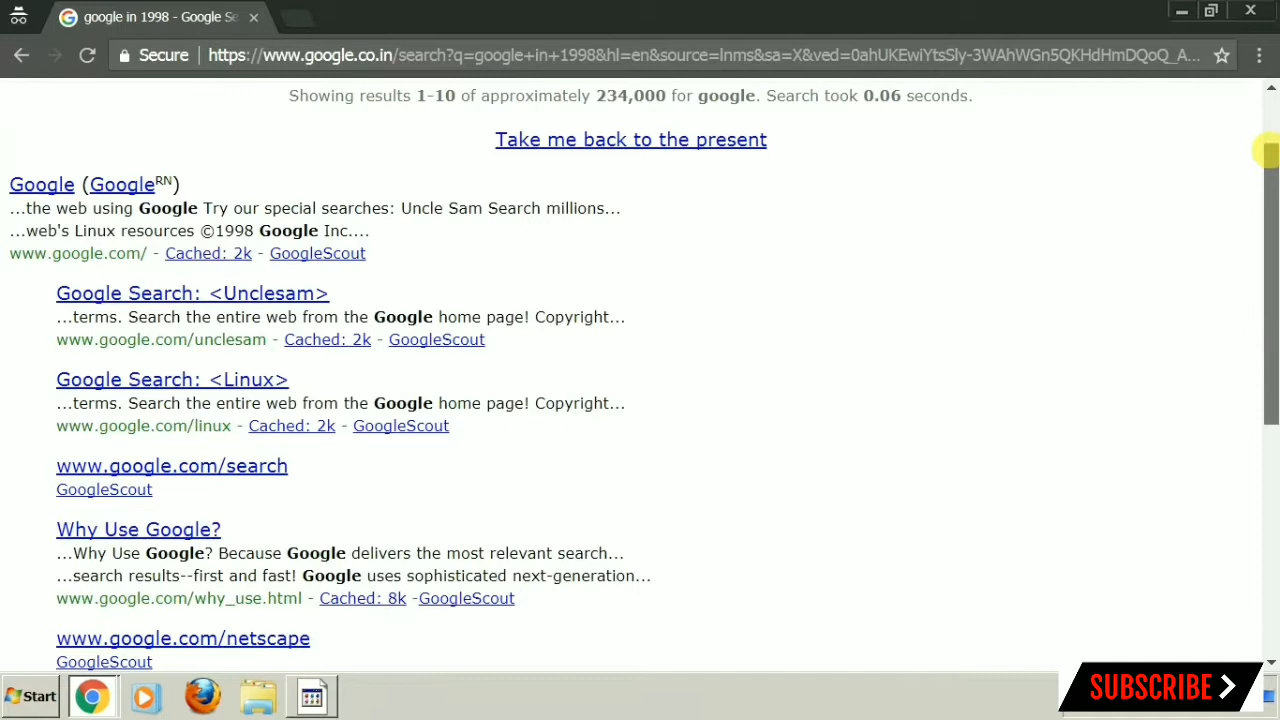 google in 1998 - Google Se
Secure | https://www.google.co.in/search?q=google+in+1998&hl=en&source=lnms&sa=X&ved=0ahUKEwiYtsSly-3WAhWGn5QKHdHmDQoQ_A...
Showing results 1-10 of approximately 234,000 for google. Search took 0.06 seconds.
Take me back to the present
Google (GoogleRN)
...the web using Google Try our special searches: Uncle Sam Search millions...
...web's Linux resources ©1998 Google Inc....
www.google.com/ - Cached: 2k - GoogleScout
Google Search: <Unclesam>
...terms. Search the entire web from the Google home page! Copyright...
www.google.com/unclesam - Cached: 2k - GoogleScout
Google Search: <Linux>
...terms. Search the entire web from the Google home page! Copyright...
www.google.com/linux - Cached: 2k - GoogleScout
www.google.com/search
GoogleScout
Why Use Google?
...Why Use Google? Because Google delivers the most relevant search...
...search results--first and fast! Google uses sophisticated next-generation...
www.google.com/why_use.html - Cached: 8k -GoogleScout
www.google.com/netscape
GoogleScout
Start
SUBSCRIBE